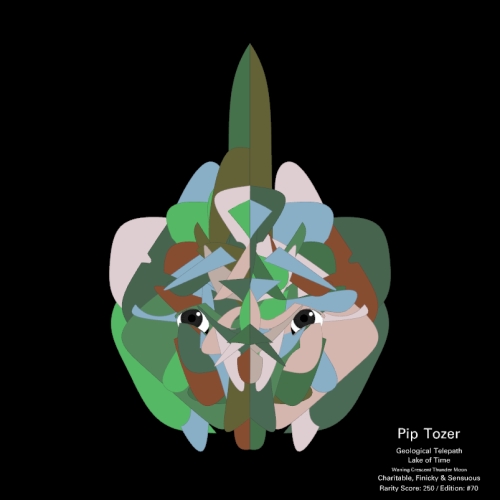 Pip Tozer
Geological Telepath
Lake of Time
Waning Crescent Thunder Moon
Charitable, Finicky & Sensuous
Rarity Score: 250 / Edition: #70